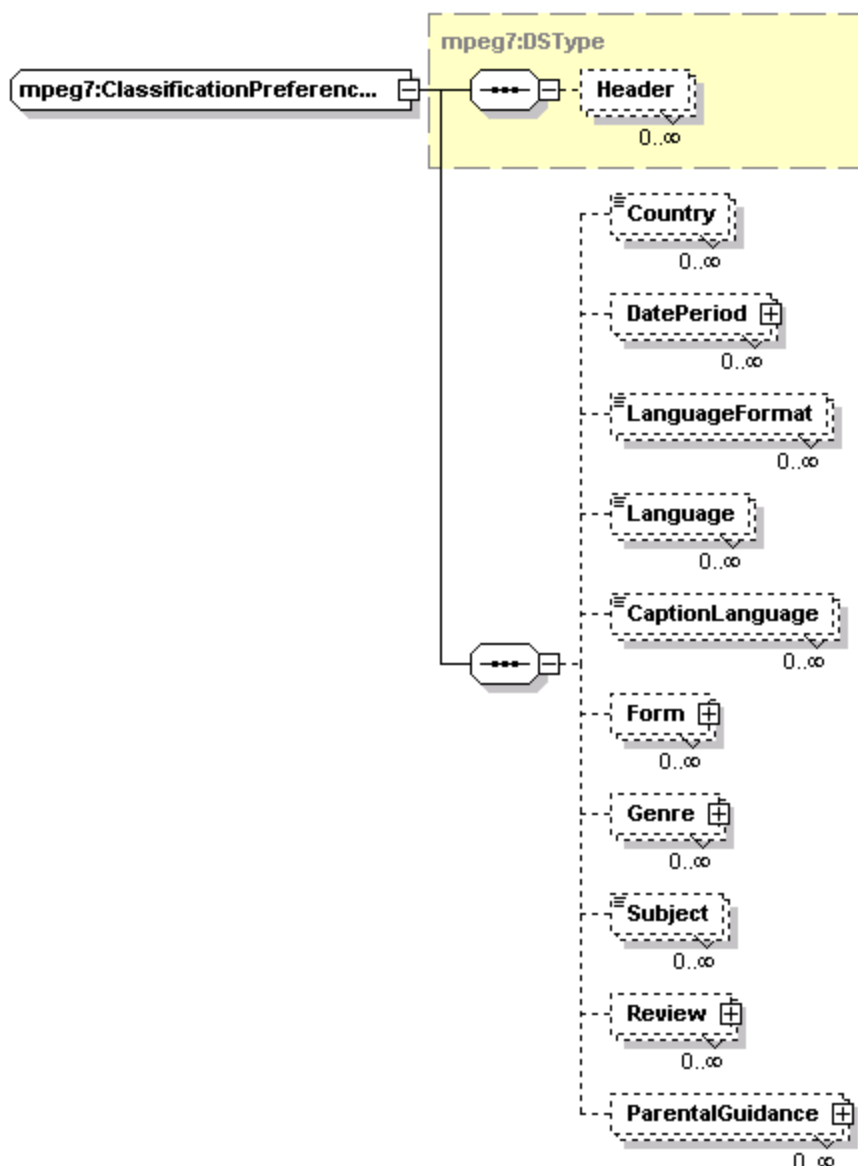 mpeg7:DSType
mpeg7:ClassificationPreferenc...
Header
0..∞
Country
0..∞
DatePeriod
0..∞
LanguageFormat
0..∞
Language
0..∞
CaptionLanguage
0..∞
Form
0..∞
Genre
0..∞
Subject
0..∞
Review
0..∞
ParentalGuidance
0..∞